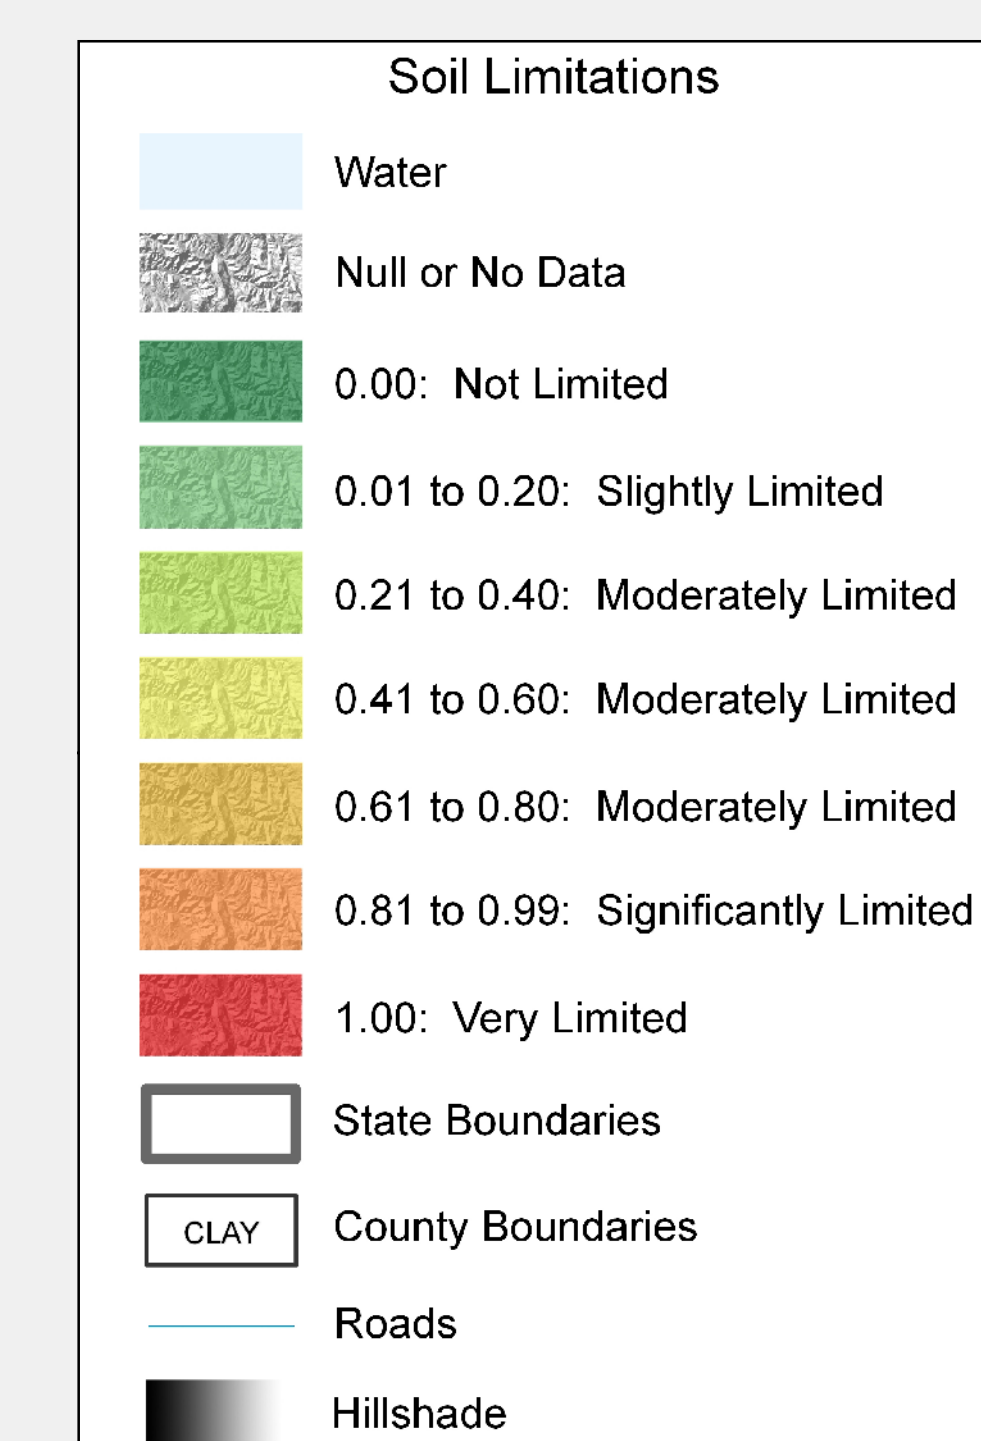 Soil Limitations
Water
Null or No Data
0.00: Not Limited
0.01 to 0.20: Slightly Limited
0.21 to 0.40: Moderately Limited
0.41 to 0.60: Moderately Limited
0.61 to 0.80: Moderately Limited
0.81 to 0.99: Significantly Limited
1.00: Very Limited
State Boundaries
CLAY County Boundaries
Roads
Hillshade